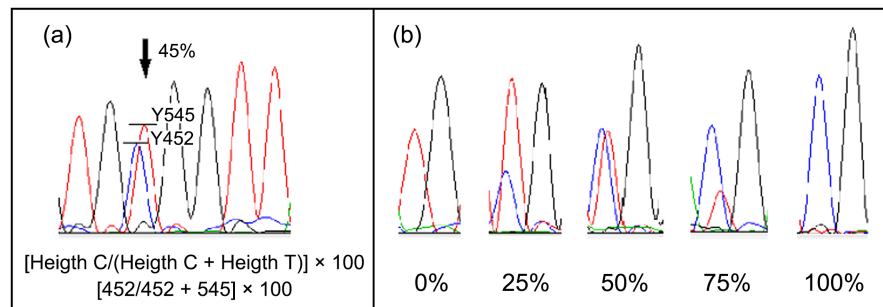 (a)
45%
Y545
Y452
[Heigth C/(Heigth C + Heigth T)] × 100
[452/452 + 545] × 100
(b)
0%
25%
50%
75%
100%